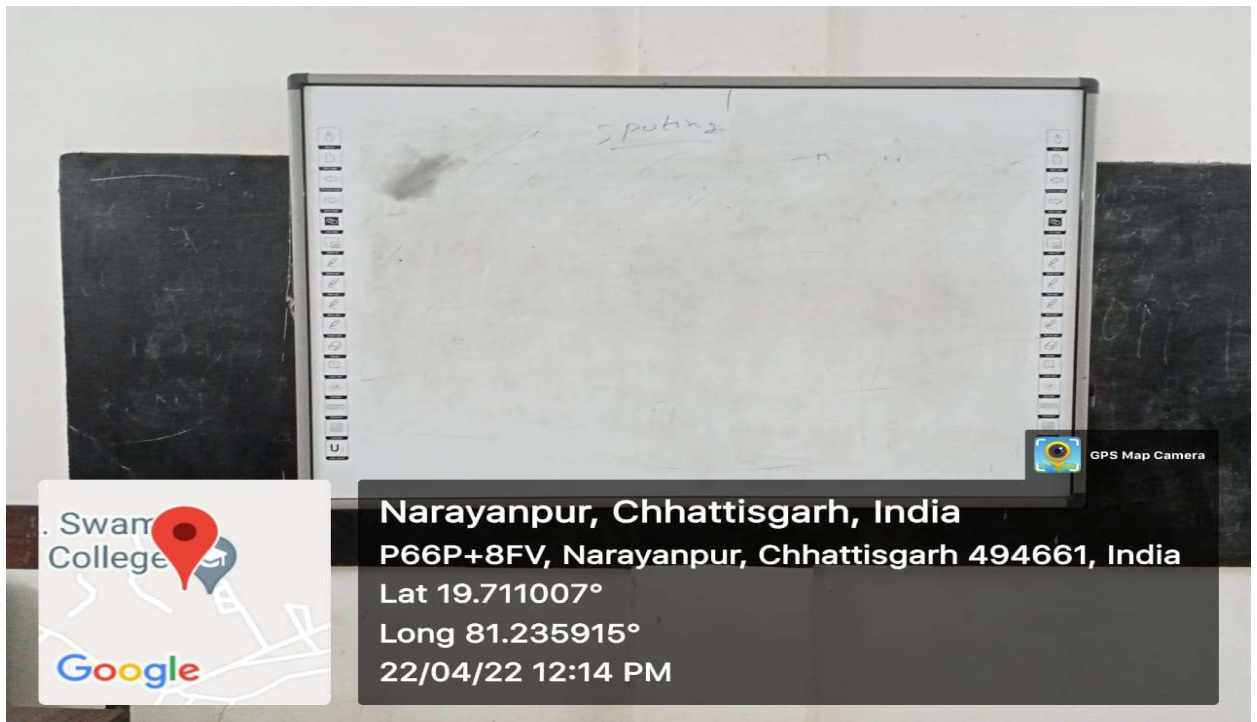 Sputing
U
GPS Map Camera
. Swam
College
Google
Narayanpur, Chhattisgarh, India
P66P+8FV, Narayanpur, Chhattisgarh 494661, India
Lat 19.711007°
Long 81.235915°
22/04/22 12:14 PM